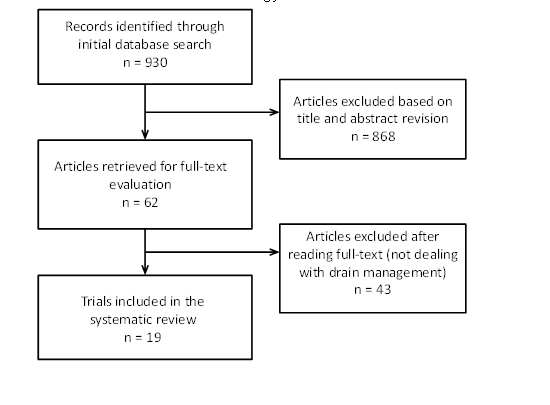 Records identified through
initial database search
n = 930
Articles excluded based on
title and abstract revision
n = 868
Articles retrieved for full-text
evaluation
n = 62
Articles excluded after
reading full-text (not dealing
with drain management)
n = 43
Trials included in the
systematic review
n = 19